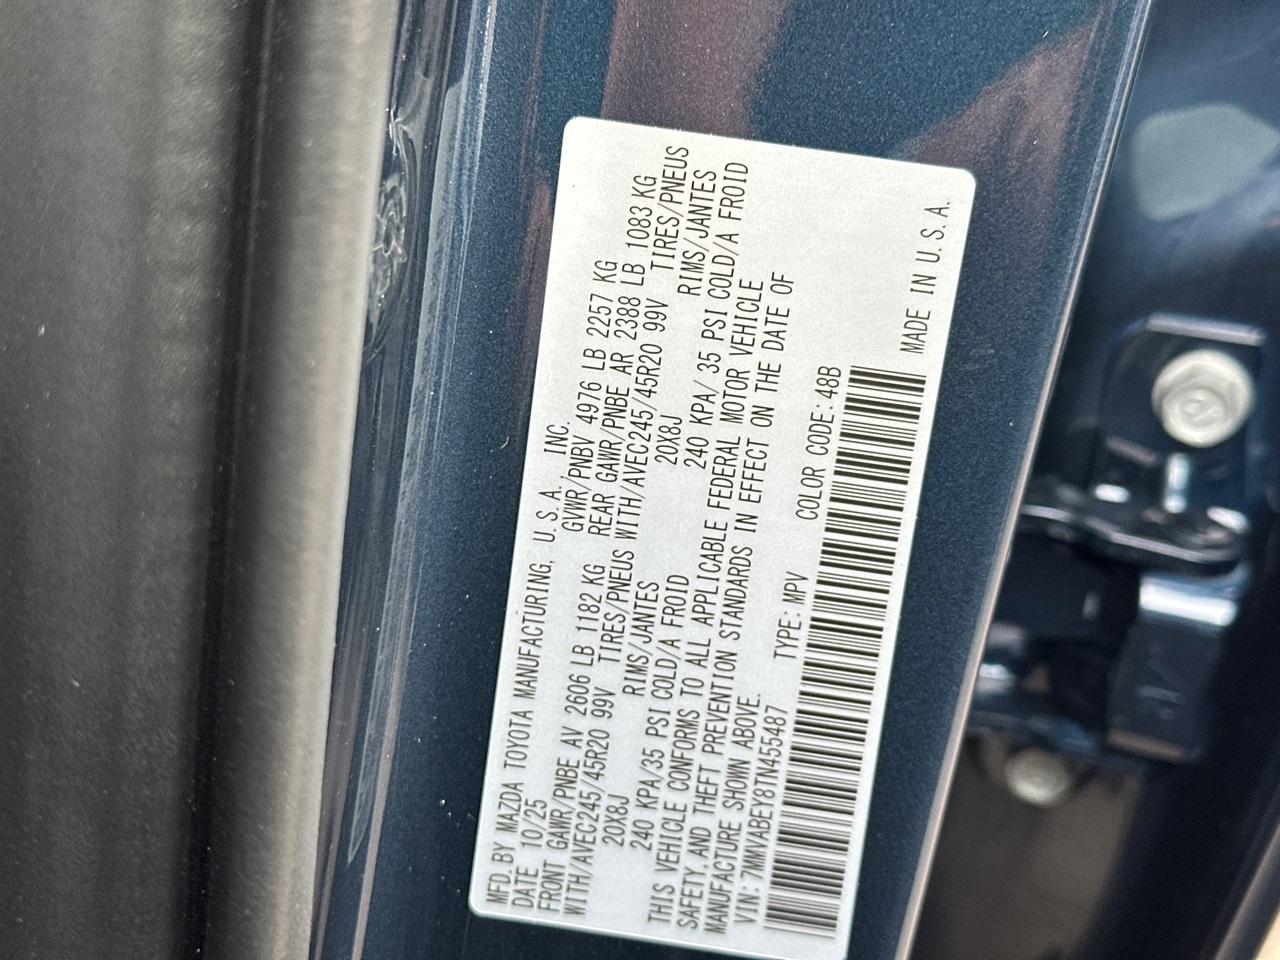 MFD. BY MAZDA TOYOTA MANUFACTURING, U.S.A. INC.
DATE 10/25 GVWR/PNBV 4976 LB 2257 KG
FRONT GAWR/PNBE AV 2606 LB 1182 KG REAR GAWR/PNBE AR 2388 LB 1083 KG
WITH/AVEC245/45R20 99V TIRES/PNEUS WITH/AVEC245/45R20 99V TIRES/PNEUS
20X8J RIMS/JANTES 20X8J RIMS/JANTES
240 KPA/35 PSI COLD/A FROID 240 KPA/ 35 PSI COLD/A FROID
THIS VEHICLE CONFORMS TO ALL APPLICABLE FEDERAL MOTOR VEHICLE
SAFETY, AND THEFT PREVENTION STANDARDS IN EFFECT ON THE DATE OF
MANUFACTURE SHOWN ABOVE.
VIN: 7MMVABEY8TN455487 TYPE: MPV COLOR CODE: 48B
MADE IN U.S.A.